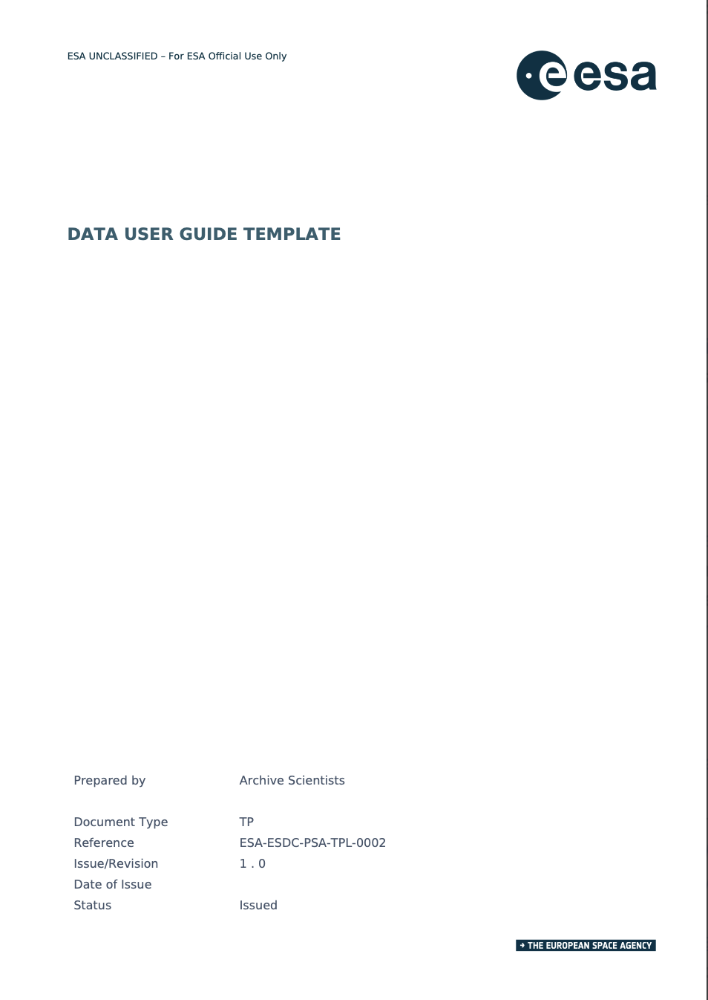 ESA UNCLASSIFIED – For ESA Official Use Only
esa
DATA USER GUIDE TEMPLATE
Prepared by Archive Scientists
Document Type TP
Reference ESA-ESDC-PSA-TPL-0002
Issue/Revision 1 . 0
Date of Issue
Status Issued
→ THE EUROPEAN SPACE AGENCY